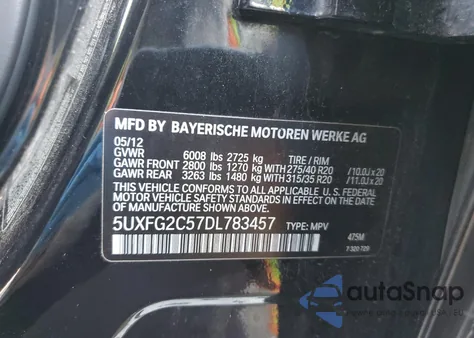 MFD BY BAYERISCHE MOTOREN WERKE AG
05/12
GVWR 6008 lbs 2725 kg TIRE / RIM
GAWR FRONT 2800 lbs 1270 kg WITH 275/40 R20 /10.0J x 20
GAWR REAR 3263 lbs 1480 kg WITH 315/35 R20 /11.0J x 20
THIS VEHICLE CONFORMS TO ALL APPLICABLE U. S. FEDERAL
MOTOR VEHICLE SAFETY STANDARDS IN EFFECT ON THE DATE
OF MANUFACTURE SHOWN ABOVE.
5UXFG2C57DL783457 TYPE: MPV
475M
autoSnap